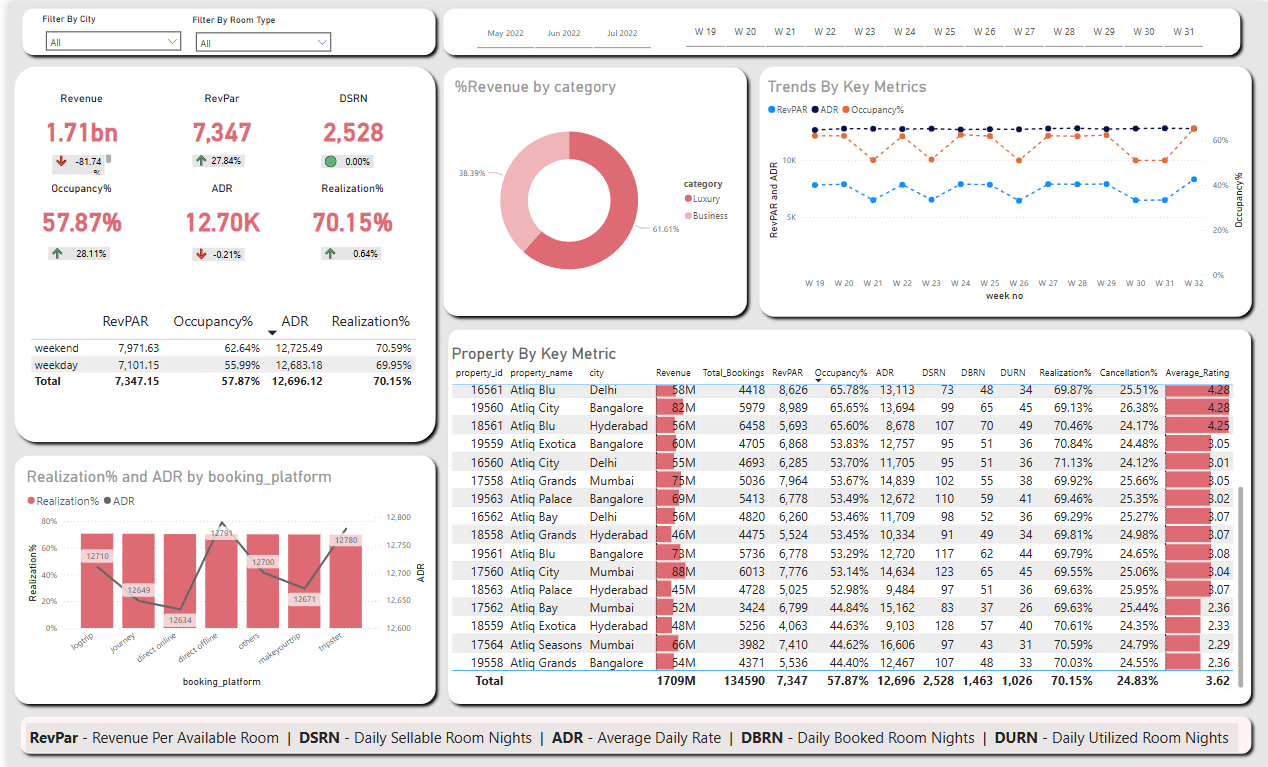 Filter By City
All
Filter By Room Type
All
May 2022 Jun 2022 Jul 2022
W 19 W 20 W 21 W 22 W 23 W 24 W 25 W 26 W 27 W 28 W 29 W 30 W 31
Revenue RevPar DSRN
1.71bn 7,347 2,528
-81.74 % 27.84% 0.00%
Occupancy% ADR Realization%
57.87% 12.70K 70.15%
28.11% -0.21% 0.64%
RevPAR Occupancy% ADR Realization%
weekend 7,971.63 62.64% 12,725.49 70.59%
weekday 7,101.15 55.99% 12,683.18 69.95%
Total 7,347.15 57.87% 12,696.12 70.15%
%Revenue by category
38.39%
61.61%
category
Luxury
Business
Trends By Key Metrics
RevPAR ADR Occupancy%
RevPAR and ADR
10K
5K
60%
40%
20%
0%
Occupancy%
W 19 W 20 W 21 W 22 W 23 W 24 W 25 W 26 W 27 W 28 W 29 W 30 W 31 W 32
week no
Realization% and ADR by booking_platform
Realization% ADR
Realization%
80%
60%
40%
20%
0%
12710
12649
12634
12791
12700
12671
12780
12,800
12,750
12,700
12,650
12,600
ADR
logtrip journey direct online direct offline others makeyourtrip tripster
booking_platform
Property By Key Metric
property_id property_name city Revenue Total_Bookings RevPAR Occupancy% ADR DSRN DBRN DURN Realization% Cancellation% Average_Rating
16561 Atliq Blu Delhi 58M 4418 8,626 65.78% 13,113 73 48 34 69.87% 25.51% 4.28
19560 Atliq City Bangalore 82M 5979 8,989 65.65% 13,694 99 65 45 69.13% 26.38% 4.28
18561 Atliq Blu Hyderabad 56M 6458 5,693 65.60% 8,678 107 70 49 70.46% 24.17% 4.25
19559 Atliq Exotica Bangalore 60M 4705 6,868 53.83% 12,757 95 51 36 70.84% 24.48% 3.05
16560 Atliq City Delhi 55M 4693 6,285 53.70% 11,705 95 51 36 71.13% 24.12% 3.01
17558 Atliq Grands Mumbai 75M 5036 7,964 53.67% 14,839 102 55 38 69.92% 25.66% 3.05
19563 Atliq Palace Bangalore 69M 5413 6,778 53.49% 12,672 110 59 41 69.46% 25.35% 3.02
16562 Atliq Bay Delhi 56M 4820 6,260 53.46% 11,709 98 52 36 69.29% 25.27% 3.07
18558 Atliq Grands Hyderabad 46M 4475 5,524 53.45% 10,334 91 49 34 69.81% 24.98% 3.07
19561 Atliq Blu Bangalore 73M 5736 6,778 53.29% 12,720 117 62 44 69.79% 24.65% 3.08
17560 Atliq City Mumbai 88M 6013 7,776 53.14% 14,634 123 65 45 69.55% 25.06% 3.04
18563 Atliq Palace Hyderabad 45M 4728 5,025 52.98% 9,484 97 51 36 69.63% 25.95% 3.07
17562 Atliq Bay Mumbai 52M 3424 6,799 44.84% 15,162 83 37 26 69.63% 25.44% 2.36
18559 Atliq Exotica Hyderabad 48M 5256 4,063 44.63% 9,103 128 57 40 70.61% 24.35% 2.33
17564 Atliq Seasons Mumbai 66M 3982 7,410 44.62% 16,606 97 43 31 70.59% 24.79% 2.29
19558 Atliq Grands Bangalore 54M 4371 5,536 44.40% 12,467 107 48 33 70.03% 24.55% 2.36
Total 1709M 134590 7,347 57.87% 12,696 2,528 1,463 1,026 70.15% 24.83% 3.62
RevPar - Revenue Per Available Room | DSRN - Daily Sellable Room Nights | ADR - Average Daily Rate | DBRN - Daily Booked Room Nights | DURN - Daily Utilized Room Nights